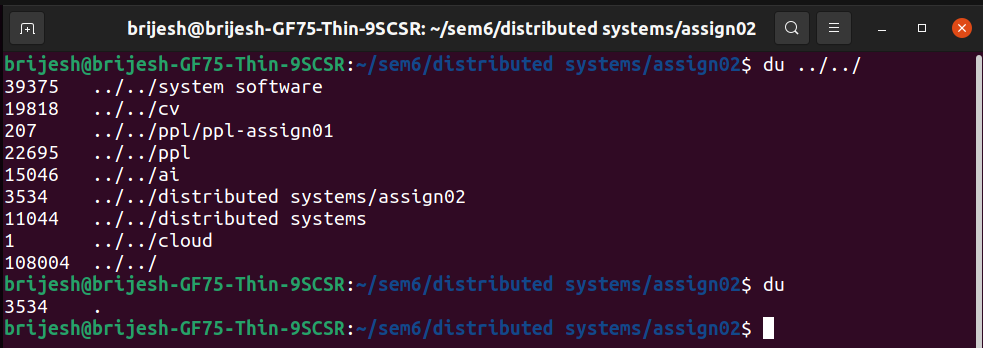 brijesh@brijesh-GF75-Thin-9SCSR: ~/sem6/distributed systems/assign02
brijesh@brijesh-GF75-Thin-9SCSR:~/sem6/distributed systems/assign02$ du ../../
39375 ../../system software
19818 ../../cv
207 ../../ppl/ppl-assign01
22695 ../../ppl
15046 ../../ai
3534 ../../distributed systems/assign02
11044 ../../distributed systems
1 ../../cloud
108004 ../../
brijesh@brijesh-GF75-Thin-9SCSR:~/sem6/distributed systems/assign02$ du
3534 .
brijesh@brijesh-GF75-Thin-9SCSR:~/sem6/distributed systems/assign02$